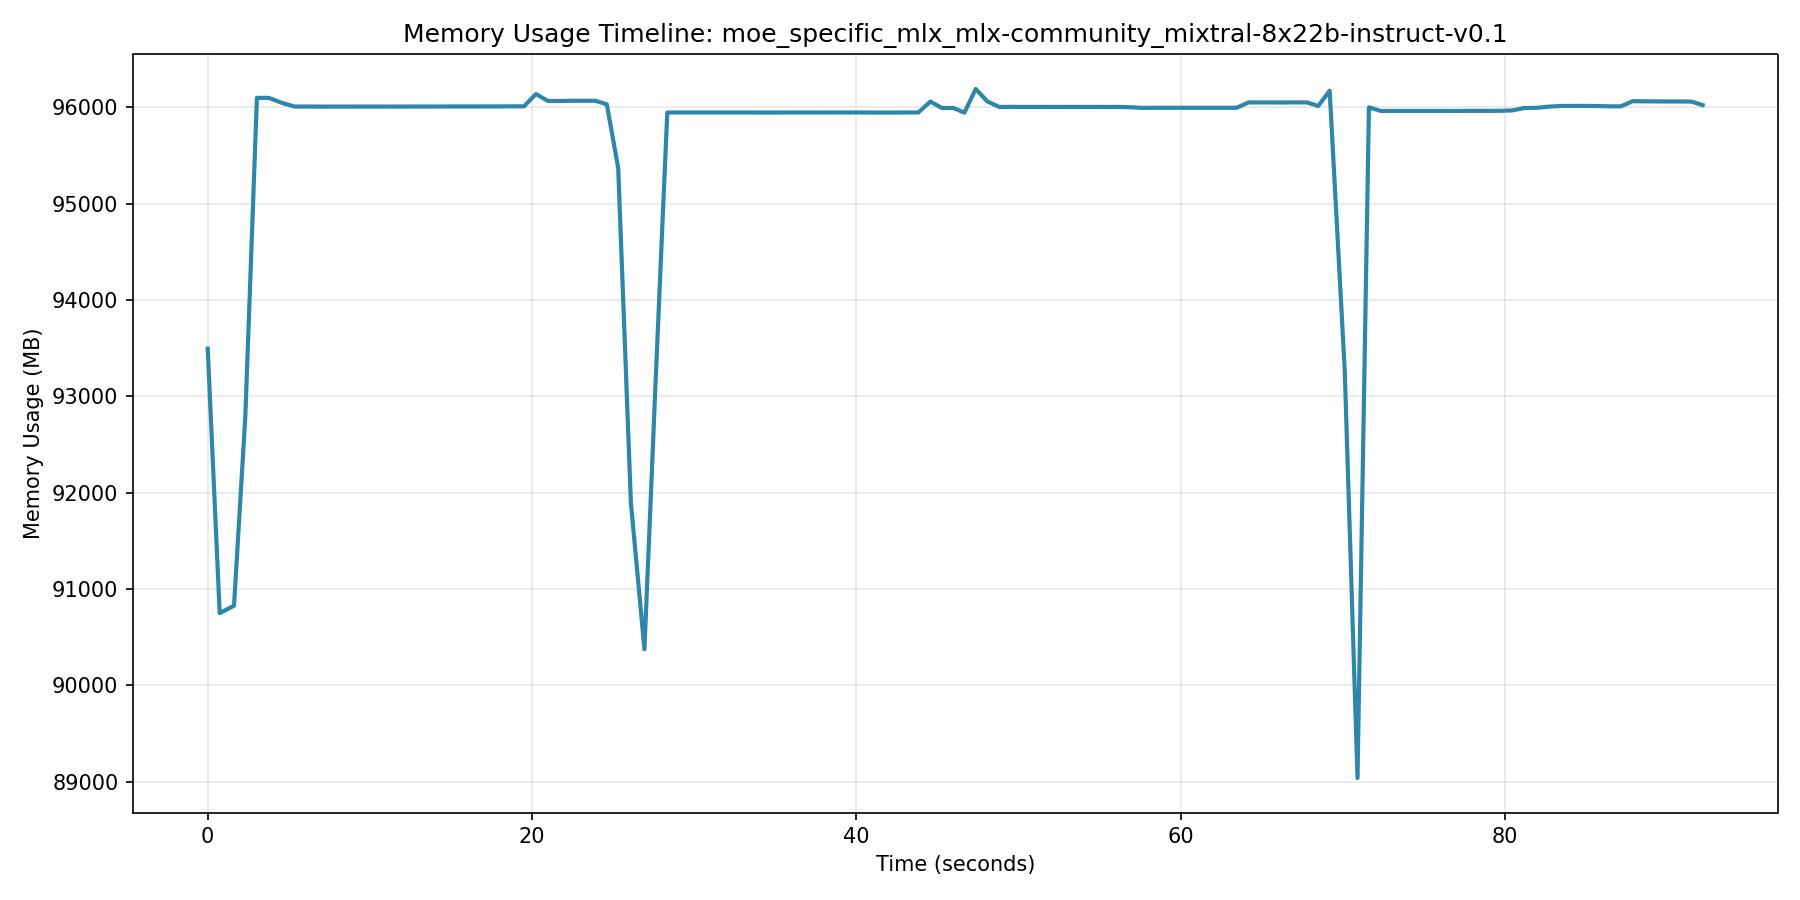 Memory Usage Timeline: moe_specific_mlx_mlx-community_mixtral-8x22b-instruct-v0.1
Memory Usage (MB)
96000
95000
94000
93000
92000
91000
90000
89000
0 20 40 60 80
Time (seconds)